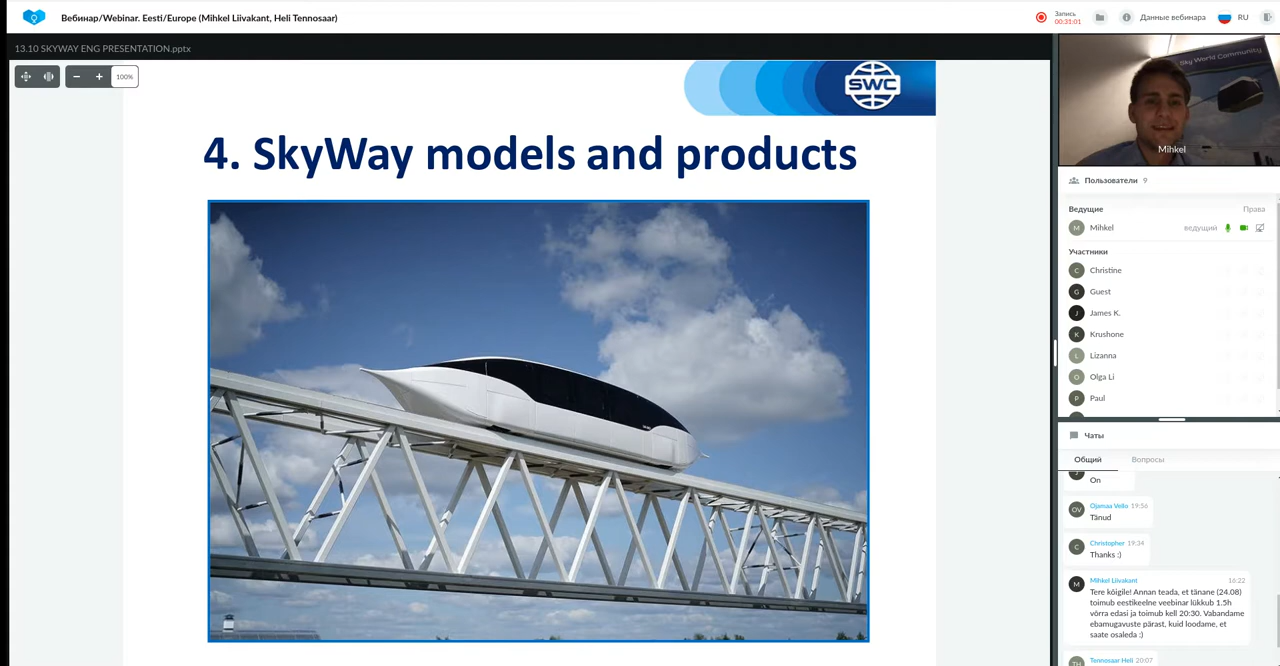 Вебинар/Webinar. Eesti/Europe (Mihkel Liivakant, Heli Tennosaar)
Запись
00:31:01
Данные вебинара
RU
13.10 SKYWAY ENG PRESENTATION.pptx
100%
SWC
4. SkyWay models and products
Sky World Community
Mihkel
Пользователи 9
Ведущие
Права
M
Mihkel
ведущий
Участники
C
Christine
G
Guest
J
James K.
K
Krushone
L
Lizanna
O
Olga Li
P
Paul
Чаты
Общий
Вопросы
On
OV
Ojamaa Vello 19:56
Tänud
C
Christopher 19:34
Thanks :)
M
Mihkel Liivakant 16:22
Tere kõigile! Annan teada, et tänane (24.08)
toimub eestikeelne veebinar lükkub 1.5h
võrra edasi ja toimub kell 20:30. Vabandame
ebamugavuste pärast, kuid loodame, et
saate osaleda :)
TH
Tennosaar Heli 20:07